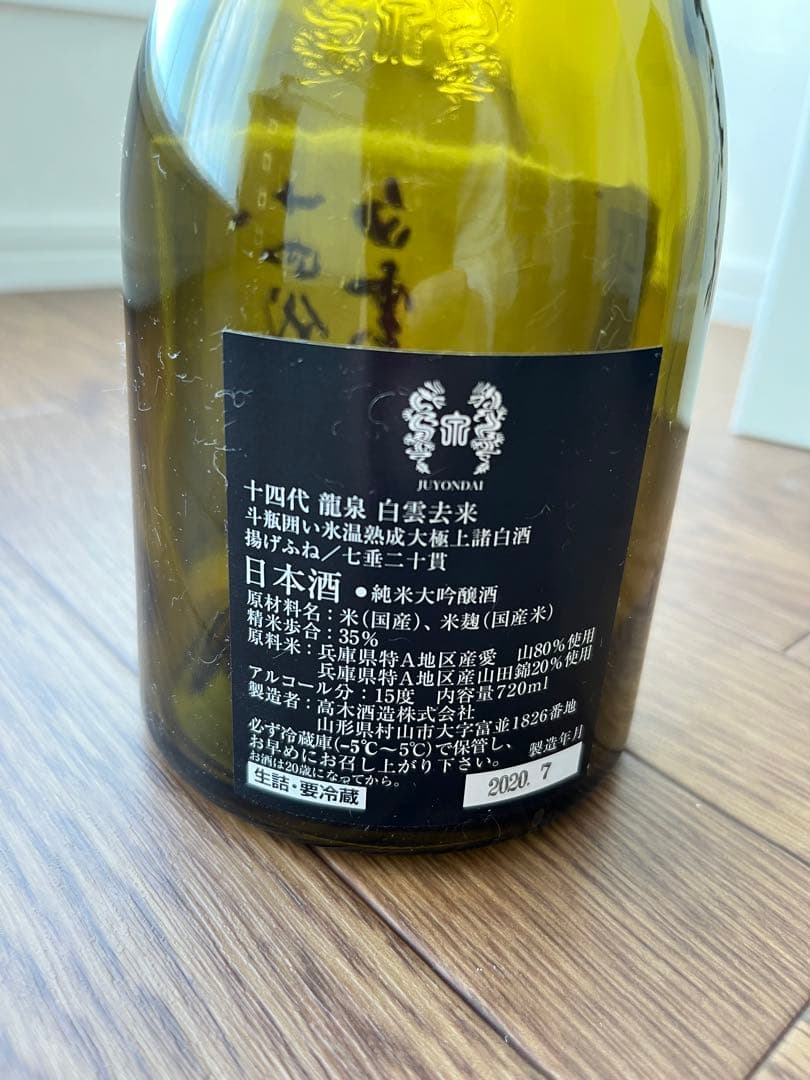 十四代
白雲
泉
JUYONDAI
十四代 龍泉 白雲去来
斗瓶囲い氷温熟成大極上諸白酒
揚げふね/七垂二十貫
日本酒 ●純米大吟醸酒
原材料名:米(国産)、米麹(国産米)
精米歩合:35%
原料米:兵庫県特A地区産愛 山80%使用
兵庫県特A地区産山田錦20%使用
アルコール分:15度 内容量720ml
製造者:高木酒造株式会社
山形県村山市大字富並1826番地
必ず冷蔵庫(−5℃〜5℃)で保管し、
お早めにお召し上がり下さい。
お酒は20歳になってから。
製造年月
生詰・要冷蔵
2020. 7